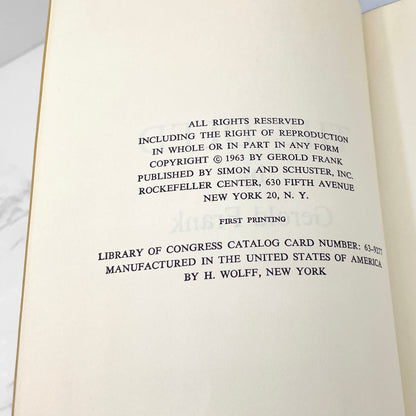 ALL RIGHTS RESERVED
INCLUDING THE RIGHT OF REPRODUCTION
IN WHOLE OR IN PART IN ANY FORM
COPYRIGHT © 1963 BY GEROLD FRANK
PUBLISHED BY SIMON AND SCHUSTER, INC.
ROCKEFELLER CENTER, 630 FIFTH AVENUE
NEW YORK 20, N. Y.
FIRST PRINTING
LIBRARY OF CONGRESS CATALOG CARD NUMBER: 63-9277
MANUFACTURED IN THE UNITED STATES OF AMERICA
BY H. WOLFF, NEW YORK